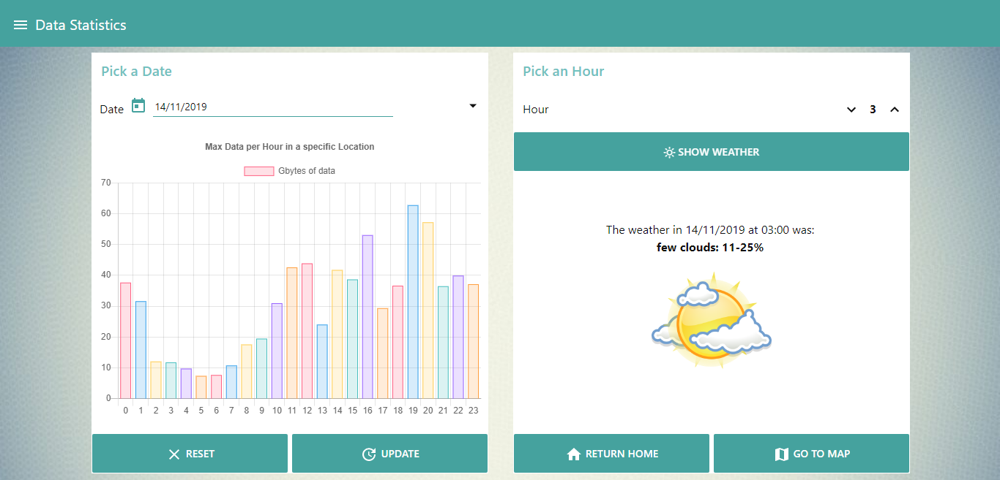 Data Statistics
Pick a Date
Date 14/11/2019
Max Data per Hour in a specific Location
Gbytes of data
70
60
50
40
30
20
10
0
0 1 2 3 4 5 6 7 8 9 10 11 12 13 14 15 16 17 18 19 20 21 22 23
RESET UPDATE
Pick an Hour
Hour 3
SHOW WEATHER
The weather in 14/11/2019 at 03:00 was:
few clouds: 11-25%
RETURN HOME GO TO MAP